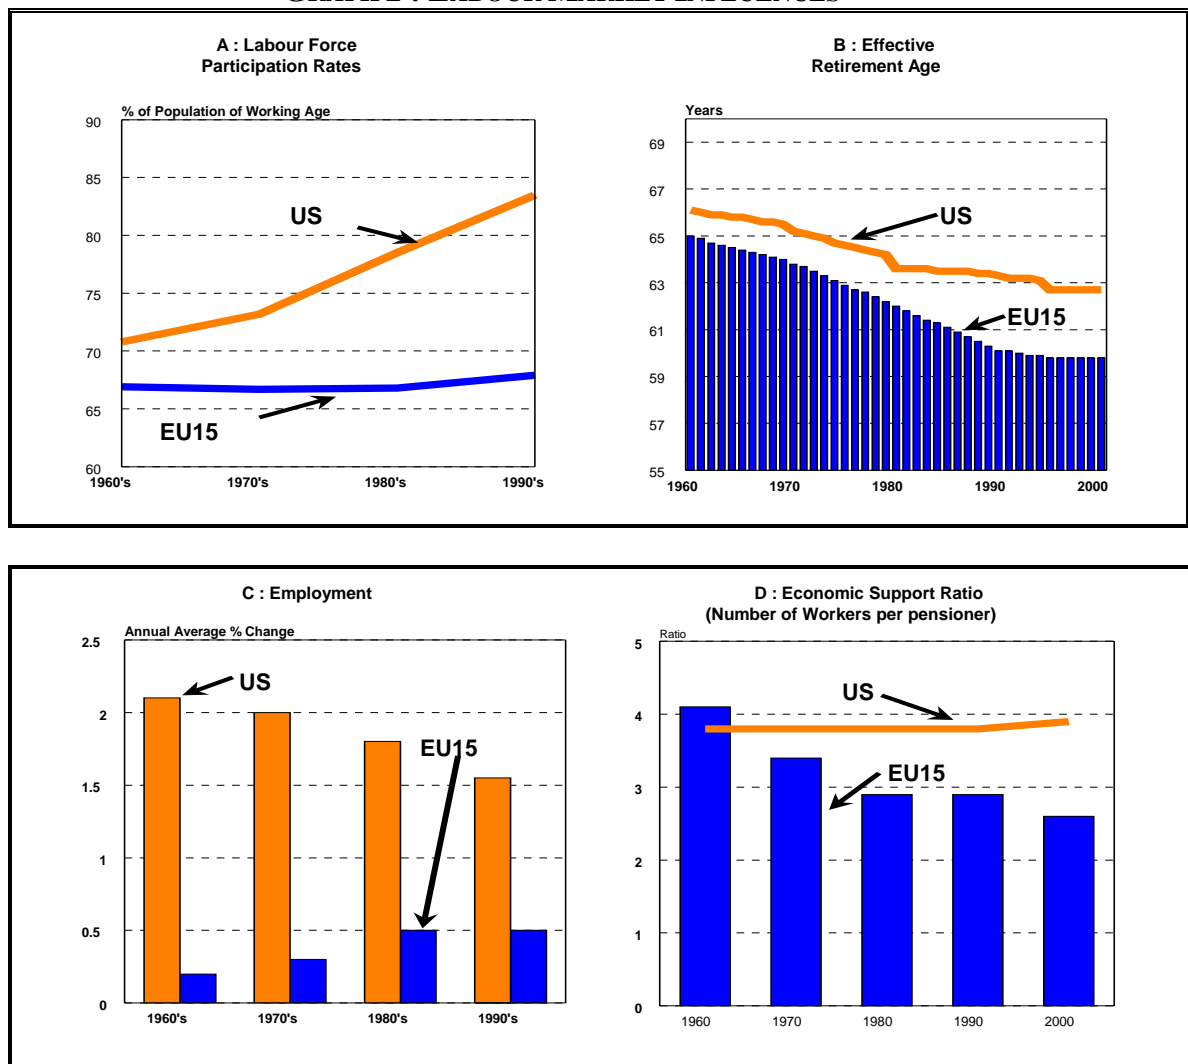 A : Labour Force
Participation Rates
% of Population of Working Age
90
85
80
75
70
65
60
US
EU15
1960's 1970's 1980's 1990's
B : Effective
Retirement Age
Years
69
67
65
63
61
59
57
55
US
EU15
1960 1970 1980 1990 2000
C : Employment
Annual Average % Change
2.5
2
1.5
1
0.5
0
US
EU15
1960's 1970's 1980's 1990's
D : Economic Support Ratio
(Number of Workers per pensioner)
Ratio
5
4
3
2
1
0
US
EU15
1960 1970 1980 1990 2000